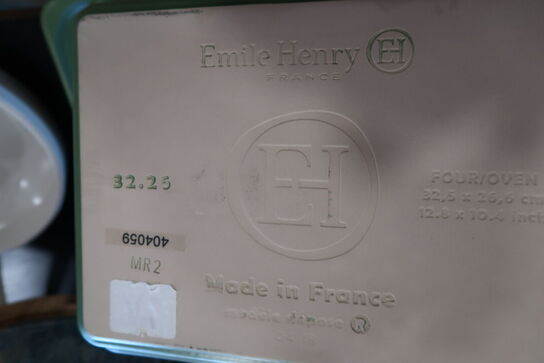 Emile Henry EH
FRANCE
EH
32.25
FOUR/OVEN
32,5 x 26,6 cm
12.8 x 10.4 inch
404059
MR2
Made in France
modèle déposé ®